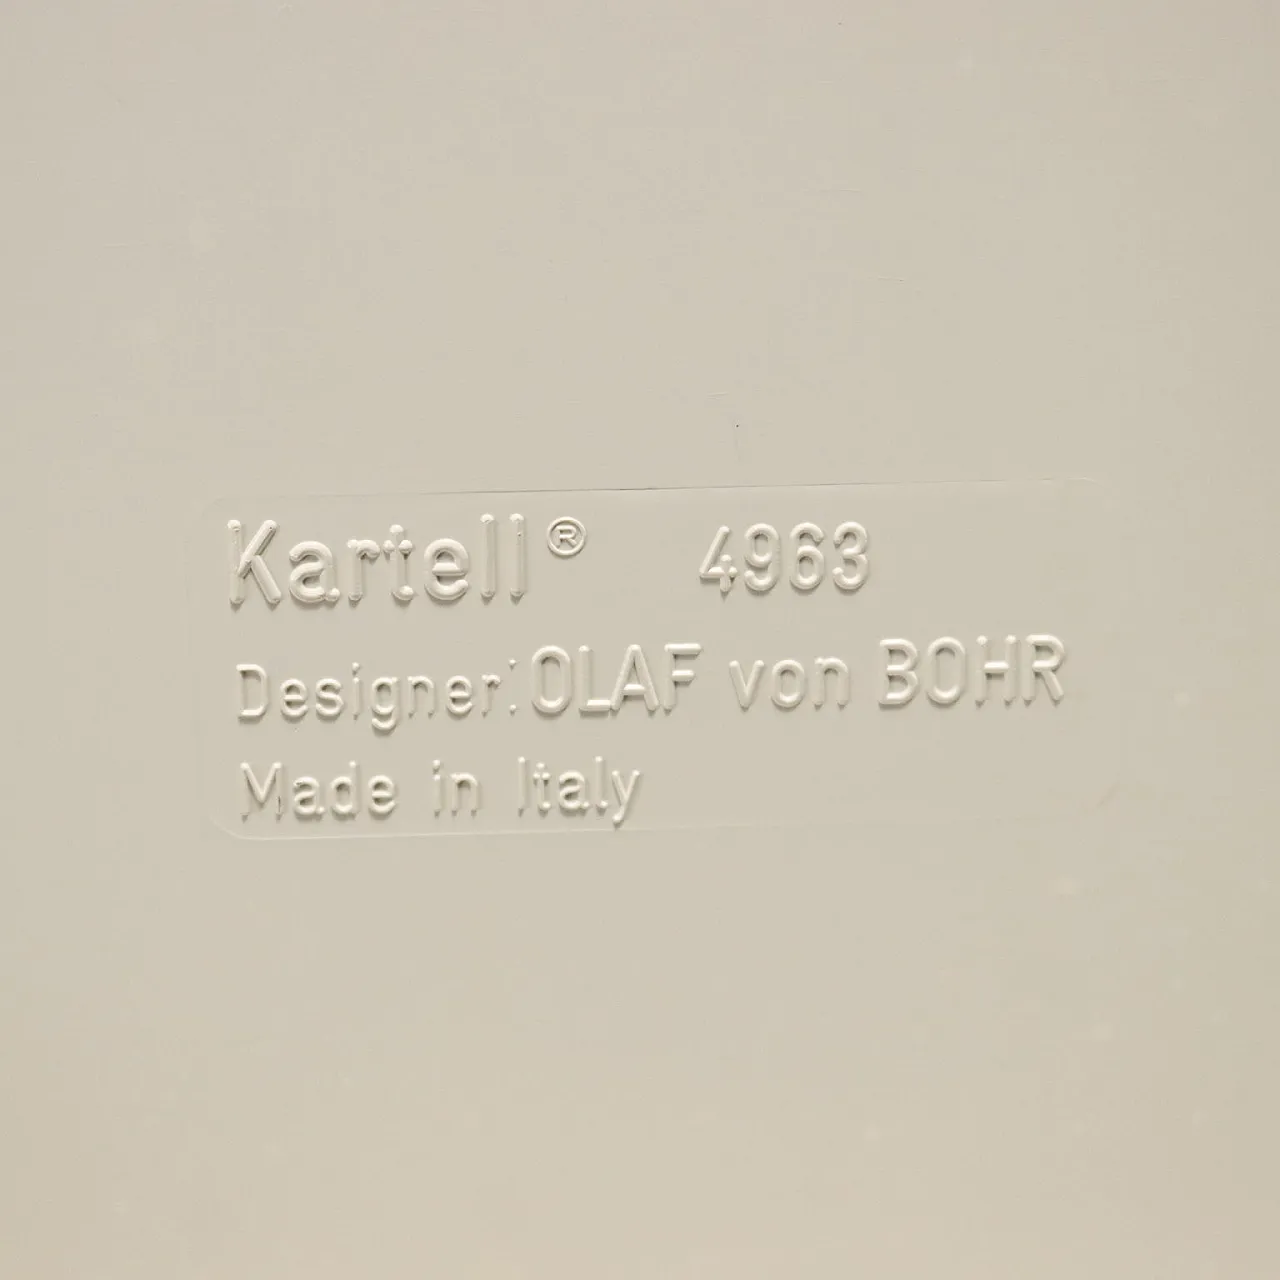 Kartell® 4963
Designer: OLAF von BOHR
Made in Italy